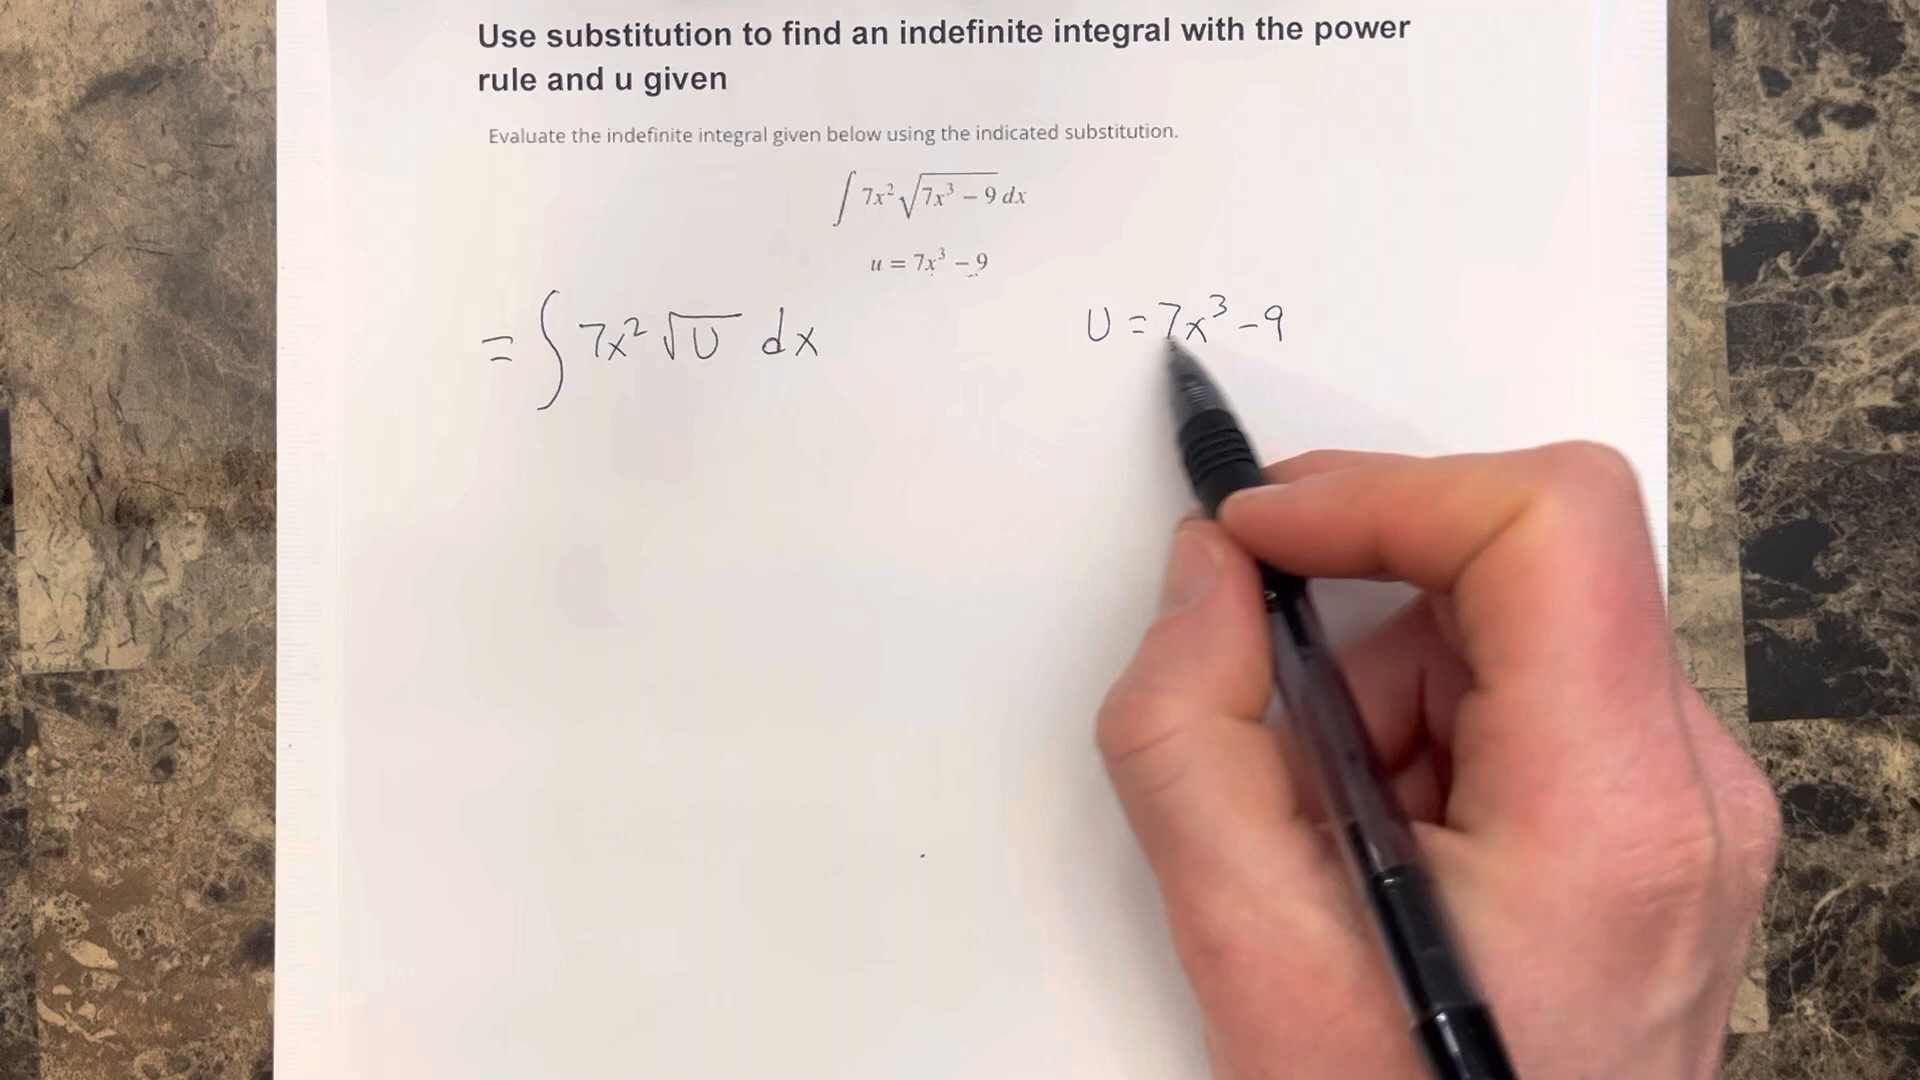 Use substitution to find an indefinite integral with the power
rule and u given
Evaluate the indefinite integral given below using the indicated substitution.
∫ 7x²√(7x³ − 9) dx
u = 7x³ − 9
= ∫ 7x² √U dx
U = 7x³ − 9